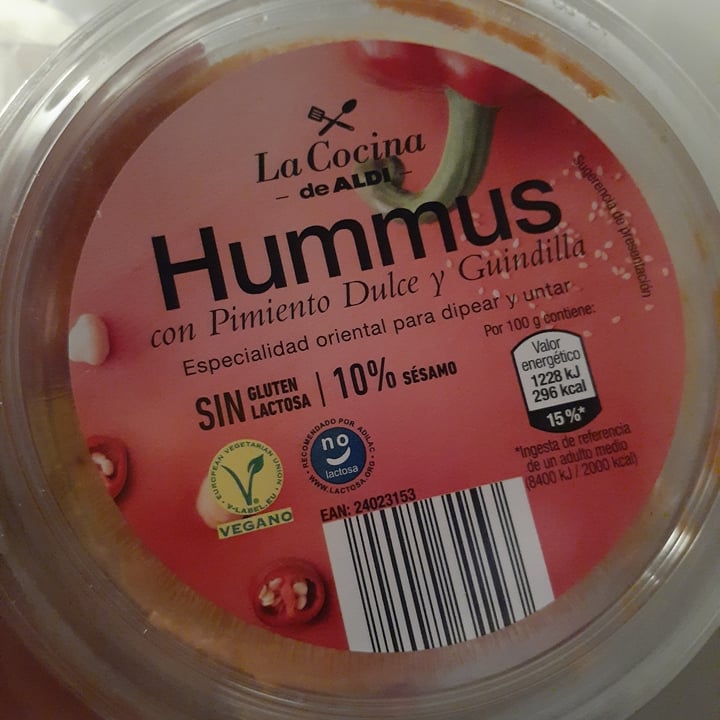 La Cocina
de ALDI
Hummus
con Pimiento Dulce y Guindilla
Especialidad oriental para dipear y untar
Sugerencia de presentación
SIN GLUTEN
LACTOSA | 10% SÉSAMO
Por 100 g contiene:
Valor
energético
1228 kJ
296 kcal
15%*
*Ingesta de referencia
de un adulto medio
(8400 kJ / 2000 kcal)
EUROPEAN VEGETARIAN UNION
V-LABEL.EU
VEGANO
RECOMENDADO POR ADILAC
no
lactosa
WWW.LACTOSA.ORG
EAN: 24023153